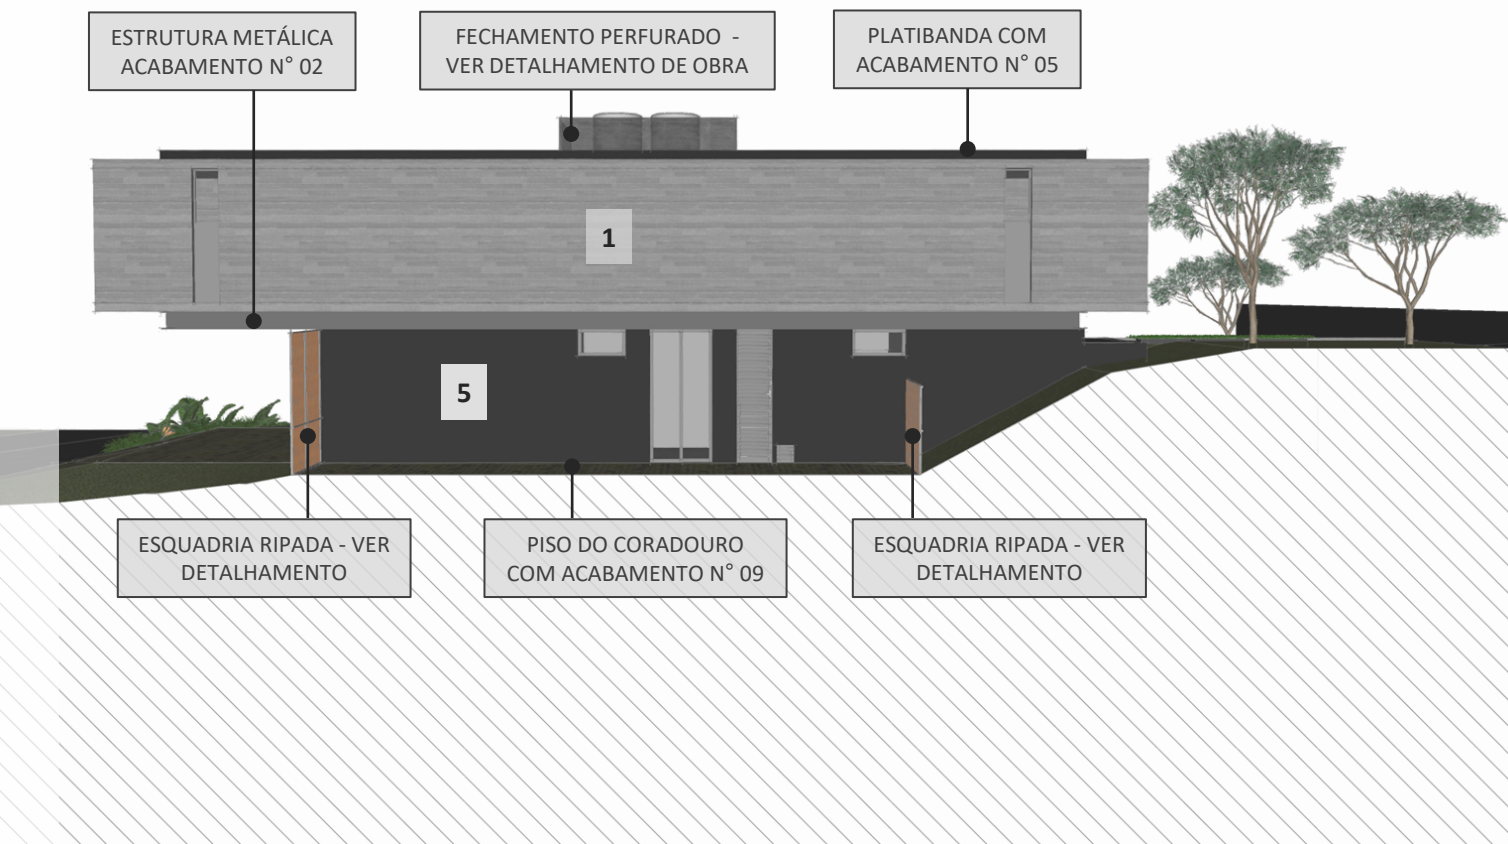 ESTRUTURA METÁLICA
ACABAMENTO N° 02
FECHAMENTO PERFURADO -
VER DETALHAMENTO DE OBRA
PLATIBANDA COM
ACABAMENTO N° 05
1
5
ESQUADRIA RIPADA - VER
DETALHAMENTO
PISO DO CORADOURO
COM ACABAMENTO N° 09
ESQUADRIA RIPADA - VER
DETALHAMENTO